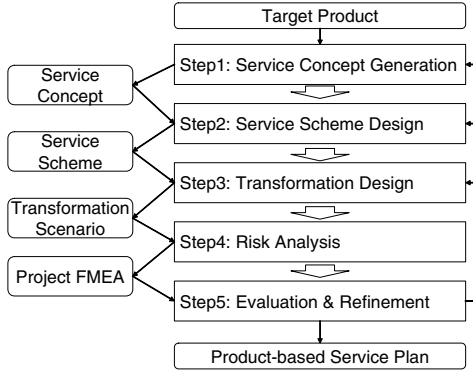 Target Product
Step1: Service Concept Generation
Service
Concept
Step2: Service Scheme Design
Service
Scheme
Step3: Transformation Design
Transformation
Scenario
Step4: Risk Analysis
Project FMEA
Step5: Evaluation & Refinement
Product-based Service Plan